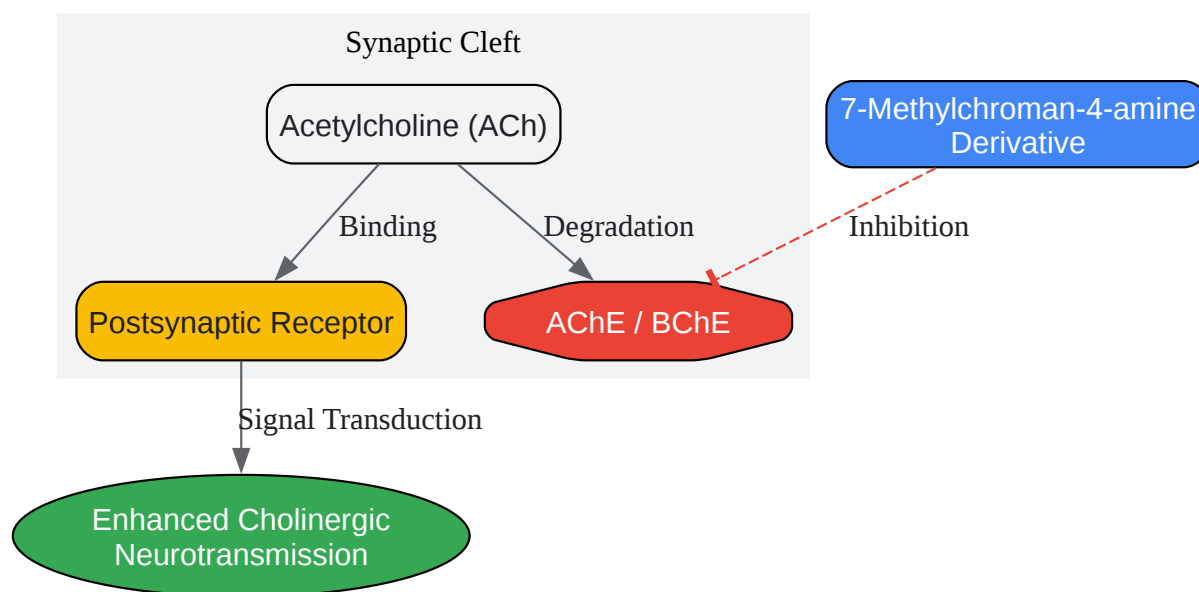 Synaptic Cleft
Acetylcholine (ACh)
7-Methylchroman-4-amine
Derivative
Binding
Degradation
Inhibition
Postsynaptic Receptor
AChE / BChE
Signal Transduction
Enhanced Cholinergic
Neurotransmission